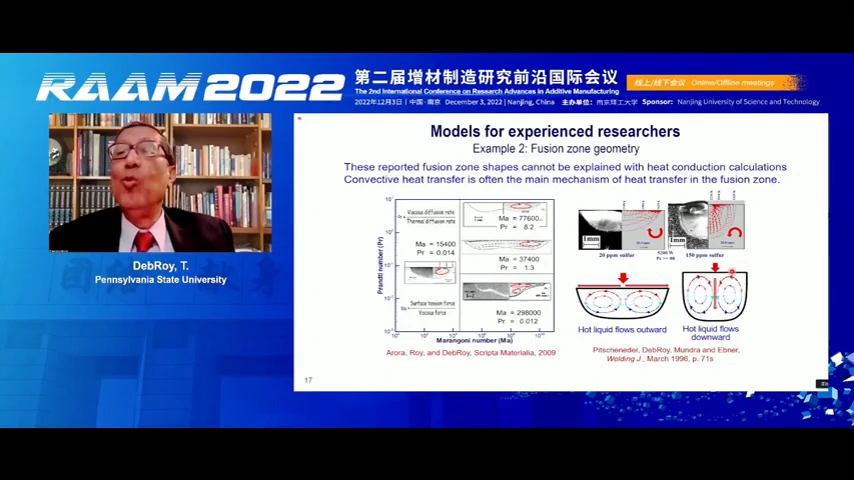 RAAM 2022
第二届增材制造研究前沿国际会议
The 2nd International Conference on Research Advances in Additive Manufacturing
2022年12月3日 | 中国·南京 December 3, 2022 | Nanjing, China 主办单位: 南京理工大学 Sponsor: Nanjing University of Science and Technology
线上/线下会议 Online/Offline meetings
DebRoy, T.
Pennsylvania State University
Models for experienced researchers
Example 2: Fusion zone geometry
These reported fusion zone shapes cannot be explained with heat conduction calculations
Convective heat transfer is often the main mechanism of heat transfer in the fusion zone.
Prandtl number (Pr)
Viscous diffusion rate
Thermal diffusion rate
Ma = 77600
Pr = 8.2
Ma = 15400
Pr = 0.014
Ma = 37400
Pr = 1.3
Surface tension force
Viscous force
Ma = 298000
Pr = 0.012
Marangoni number (Ma)
Arora, Roy, and DebRoy, Scripta Materialia, 2009
1mm
1mm
20 ppm sulfur
5200 W
150 ppm sulfur
Hot liquid flows outward
Hot liquid flows
downward
Pitscheneder, DebRoy, Mundra and Ebner,
Welding J., March 1996, p. 71s
17